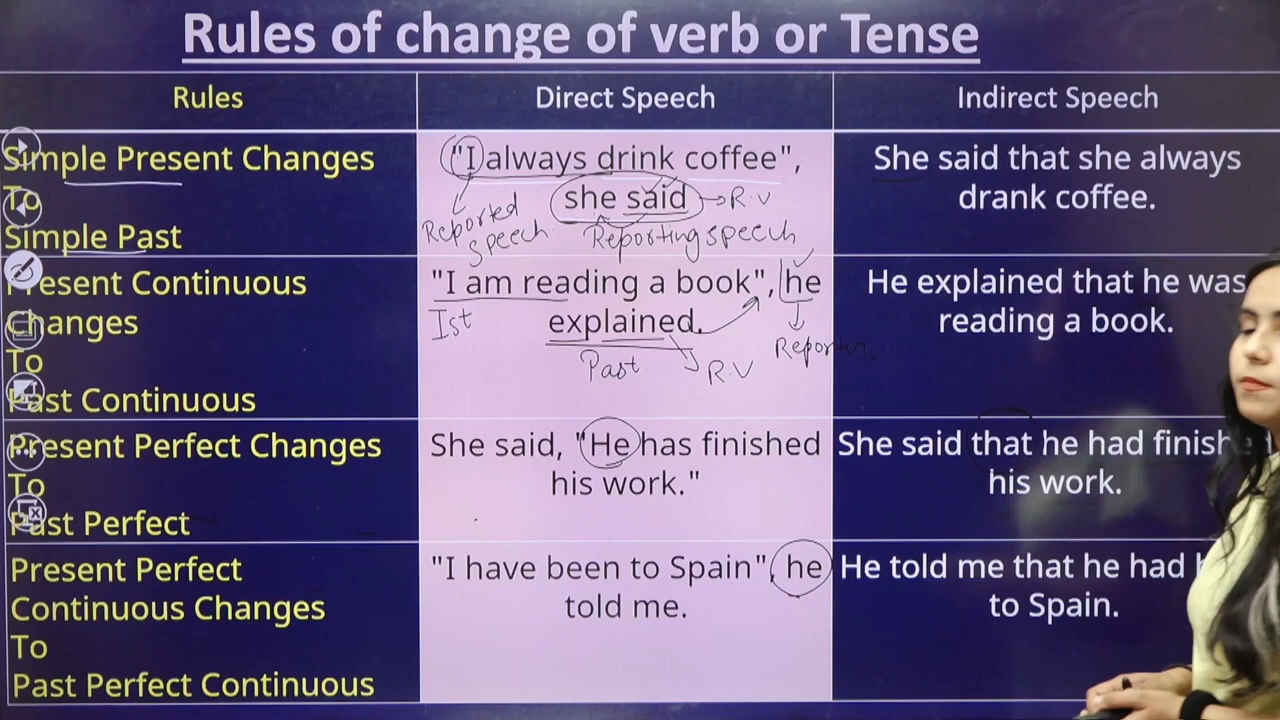 Rules of change of verb or Tense
Rules
Direct Speech
Indirect Speech
Simple Present Changes
To
Simple Past
"I always drink coffee",
she said → R.V
Reported
speech.
Reporting speech
She said that she always
drank coffee.
Present Continuous
Changes
To
Past Continuous
"I am reading a book", he
Ist
explained.
Past
R.V
Reporter
He explained that he was
reading a book.
Present Perfect Changes
To
Past Perfect
She said, "He has finished
his work."
She said that he had
his work.
Present Perfect
Continuous Changes
To
Past Perfect Continuous
"I have been to Spain", he
told me.
He told me that he had
to Spain.